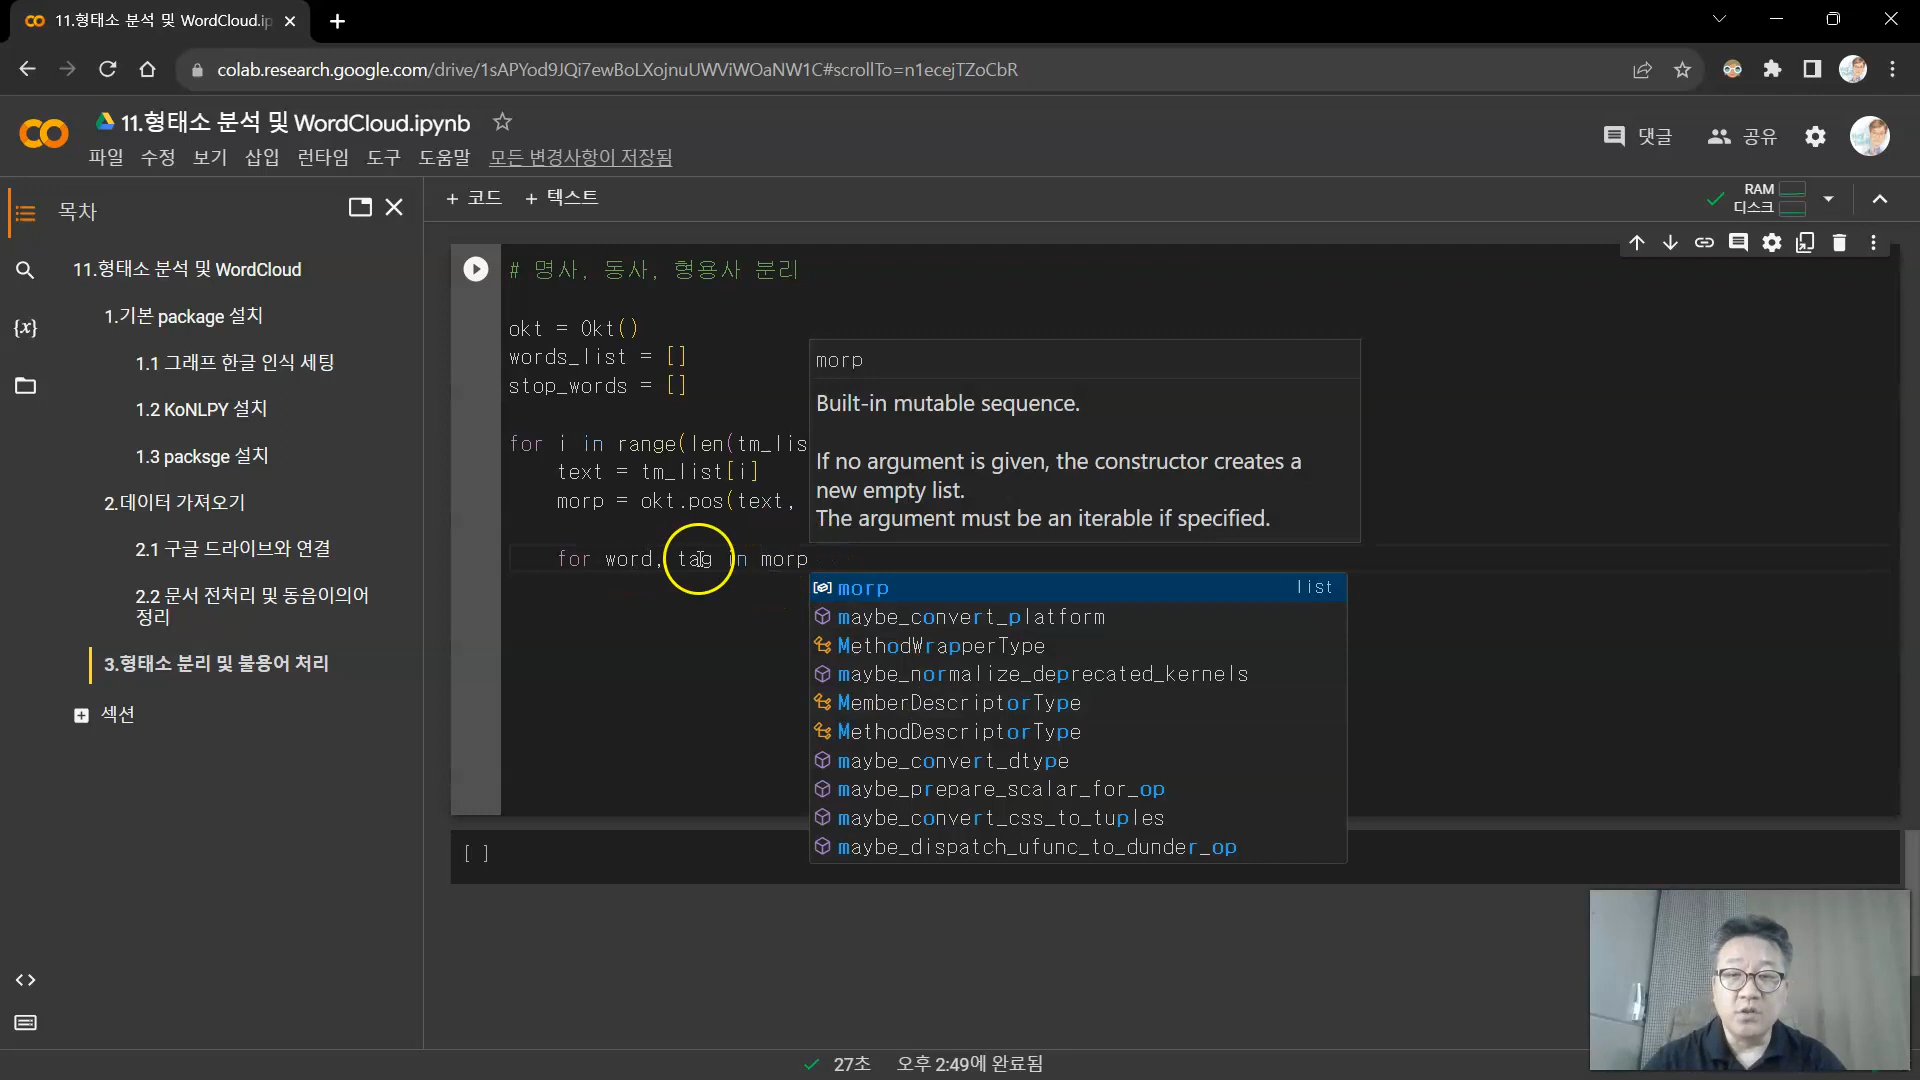 11.형태소 분석 및 WordCloud.ip
colab.research.google.com/drive/1sAPYod9JQi7ewBoLXojnuUWViWOaNW1C#scrollTo=n1ecejTZoCbR
11.형태소 분석 및 WordCloud.ipynb
파일 수정 보기 삽입 런타임 도구 도움말 모든 변경사항이 저장됨
댓글 공유
목차
+ 코드 + 텍스트
RAM
디스크
11.형태소 분석 및 WordCloud
1.기본 package 설치
1.1 그래프 한글 인식 세팅
1.2 KoNLPY 설치
1.3 packsge 설치
2.데이터 가져오기
2.1 구글 드라이브와 연결
2.2 문서 전처리 및 동음이의어
정리
3.형태소 분리 및 불용어 처리
섹션
{x}
# 명사, 동사, 형용사 분리
okt = Okt()
words_list = []
stop_words = []
for i in range(len(tm_lis
text = tm_list[i]
morp = okt.pos(text,
for word, tag in morp
morp
Built-in mutable sequence.
If no argument is given, the constructor creates a
new empty list.
The argument must be an iterable if specified.
morp list
maybe_convert_platform
MethodWrapperType
maybe_normalize_deprecated_kernels
MemberDescriptorType
MethodDescriptorType
maybe_convert_dtype
maybe_prepare_scalar_for_op
maybe_convert_css_to_tuples
maybe_dispatch_ufunc_to_dunder_op
[ ]
27초 오후 2:49에 완료됨